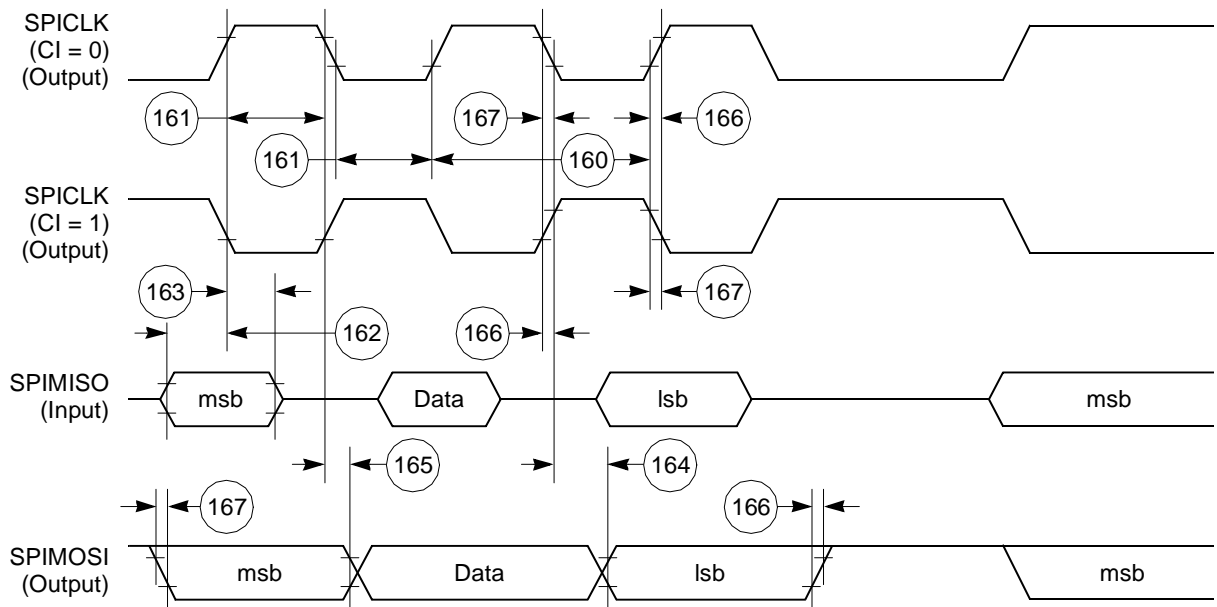 SPICLK
(CI = 0)
(Output)
161
167
166
161
160
SPICLK
(CI = 1)
(Output)
163
167
162
166
SPIMISO
(Input)
msb
Data
lsb
msb
165
164
167
166
SPIMOSI
(Output)
msb
Data
lsb
msb